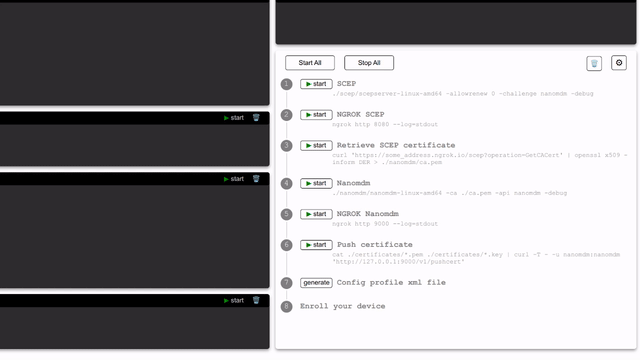 Start All
Stop All
1
start
SCEP
./scep/scepserver-linux-amd64 -allowrenew 0 -challenge nanomdm -debug
start
2
start
NGROK SCEP
ngrok http 8080 --log=stdout
3
start
Retrieve SCEP certificate
curl 'https://some_address.ngrok.io/scep?operation=GetCACert' | openssl x509 -
inform DER > ./nanomdm/ca.pem
start
4
start
Nanomdm
./nanomdm/nanomdm-linux-amd64 -ca ./ca.pem -api nanomdm -debug
5
start
NGROK Nanomdm
ngrok http 9000 --log=stdout
6
start
Push certificate
cat ./certificates/*.pem ./certificates/*.key | curl -T - -u nanomdm:nanomdm
'http://127.0.0.1:9000/v1/pushcert'
7
generate
Config profile xml file
start
8
Enroll your device